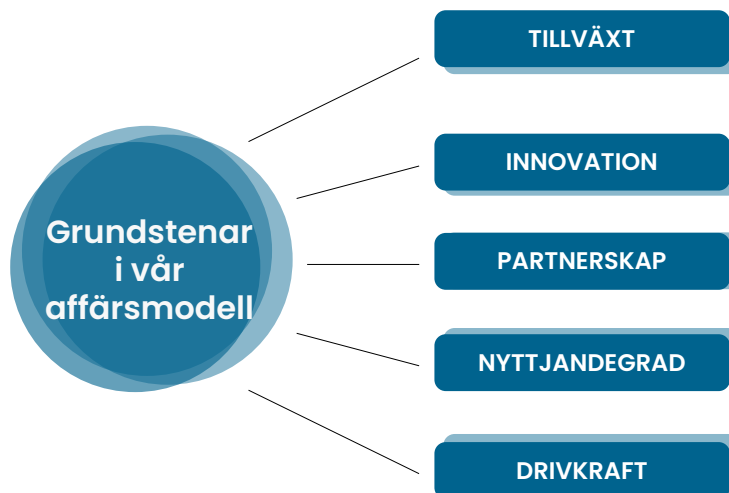 Grundstenar
i vår
affärsmodell
TILLVÄXT
INNOVATION
PARTNERSKAP
NYTTJANDEGRAD
DRIVKRAFT